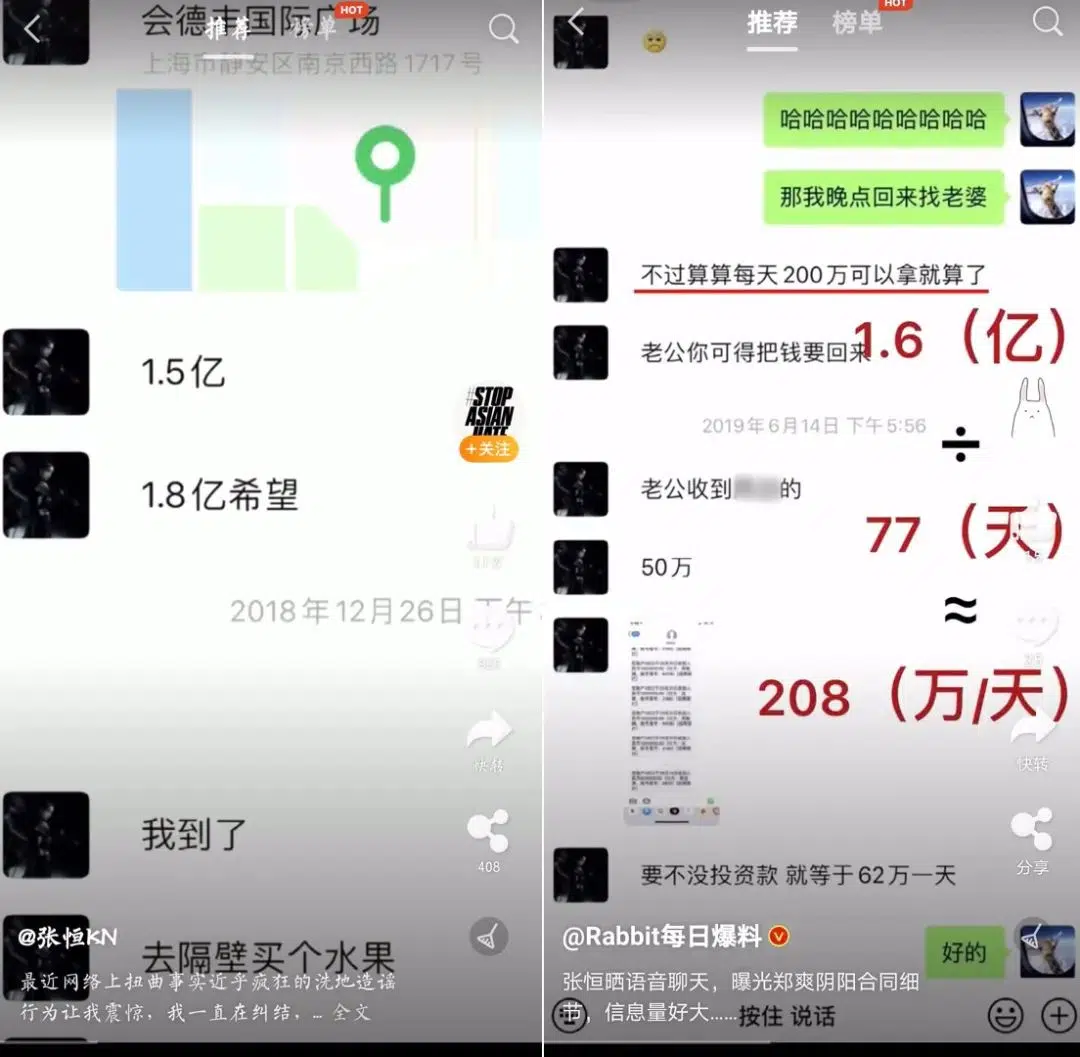 会德丰国际广场
推荐
榜单
HOT
上海市静安区南京西路1717号
1.5亿
#STOP
ASIAN
HATE
+关注
1.8亿希望
2018年12月26日 下午
快转
我到了
408
@张恒KN
去隔壁买个水果
最近网络上扭曲事实近乎疯狂的洗地造谣
行为让我震惊，我一直在纠结，... 全文
推荐
榜单
HOT
哈哈哈哈哈哈哈哈哈
那我晚点回来找老婆
不过算算每天200万可以拿就算了
1.6（亿）
老公你可得把钱要回来
2019年6月14日 下午5:56
÷
老公收到
的
77（天）
50万
≈
208（万/天）
快转
分享
要不没投资款 就等于62万一天
@Rabbit每日爆料
好的
张恒晒语音聊天，曝光郑爽阴阳合同细
节，信息量好大......
按住 说话